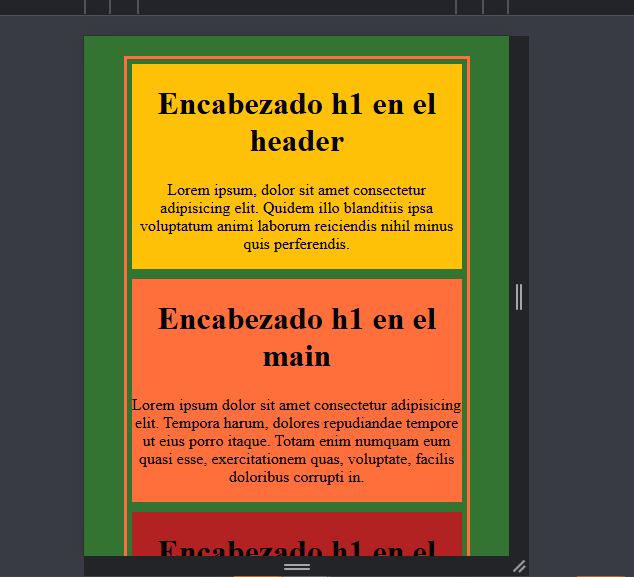 Encabezado h1 en el
header
Lorem ipsum, dolor sit amet consectetur
adipisicing elit. Quidem illo blanditiis ipsa
voluptatum animi laborum reiciendis nihil minus
quis perferendis.
Encabezado h1 en el
main
Lorem ipsum dolor sit amet consectetur adipisicing
elit. Tempora harum, dolores repudiandae tempore
ut eius porro itaque. Totam enim numquam eum
quasi esse, exercitationem quas, voluptate, facilis
doloribus corrupti in.
Encabezado h1 en el